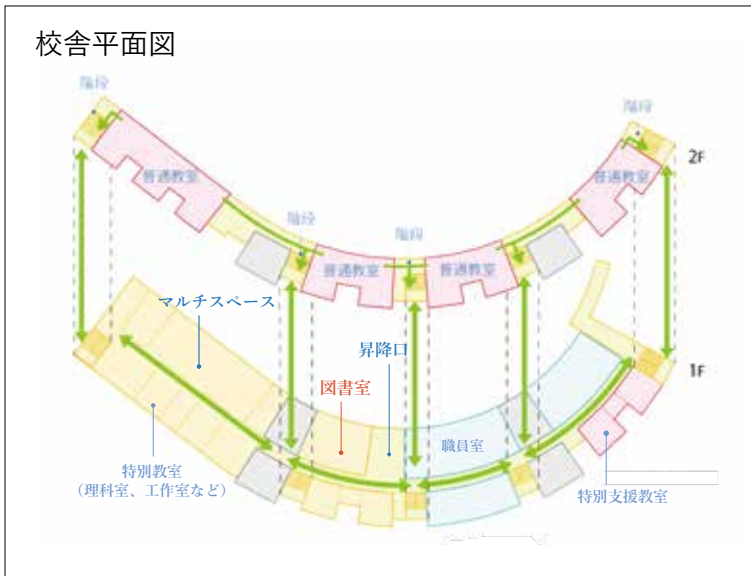 校舎平面図
階段
階段
2F
普通教室
普通教室
階段
階段
普通教室
普通教室
マルチスペース
昇降口
1F
図書室
職員室
特別教室
（理科室、工作室など）
特別支援教室